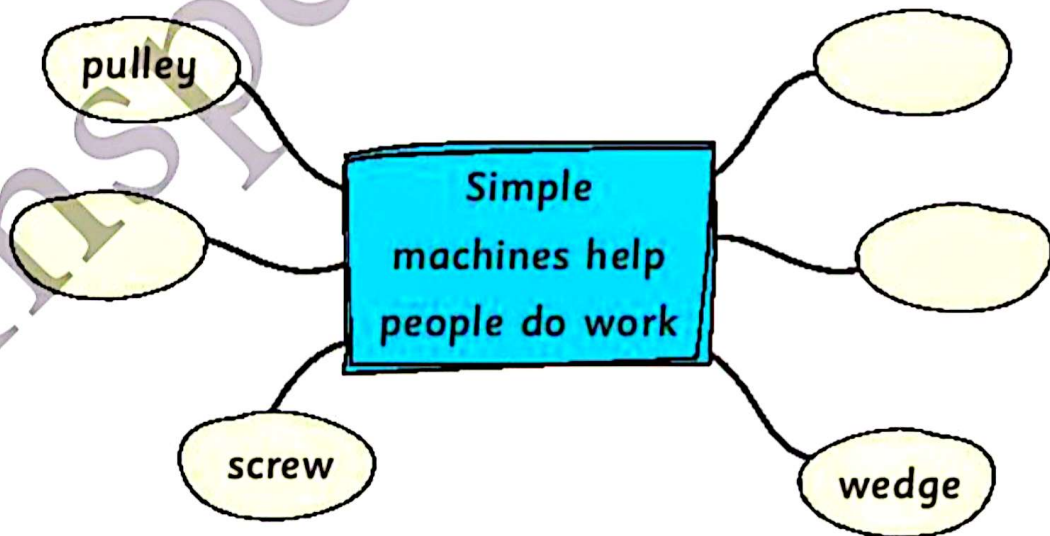 pulley
Simple
machines help
people do work
screw
wedge